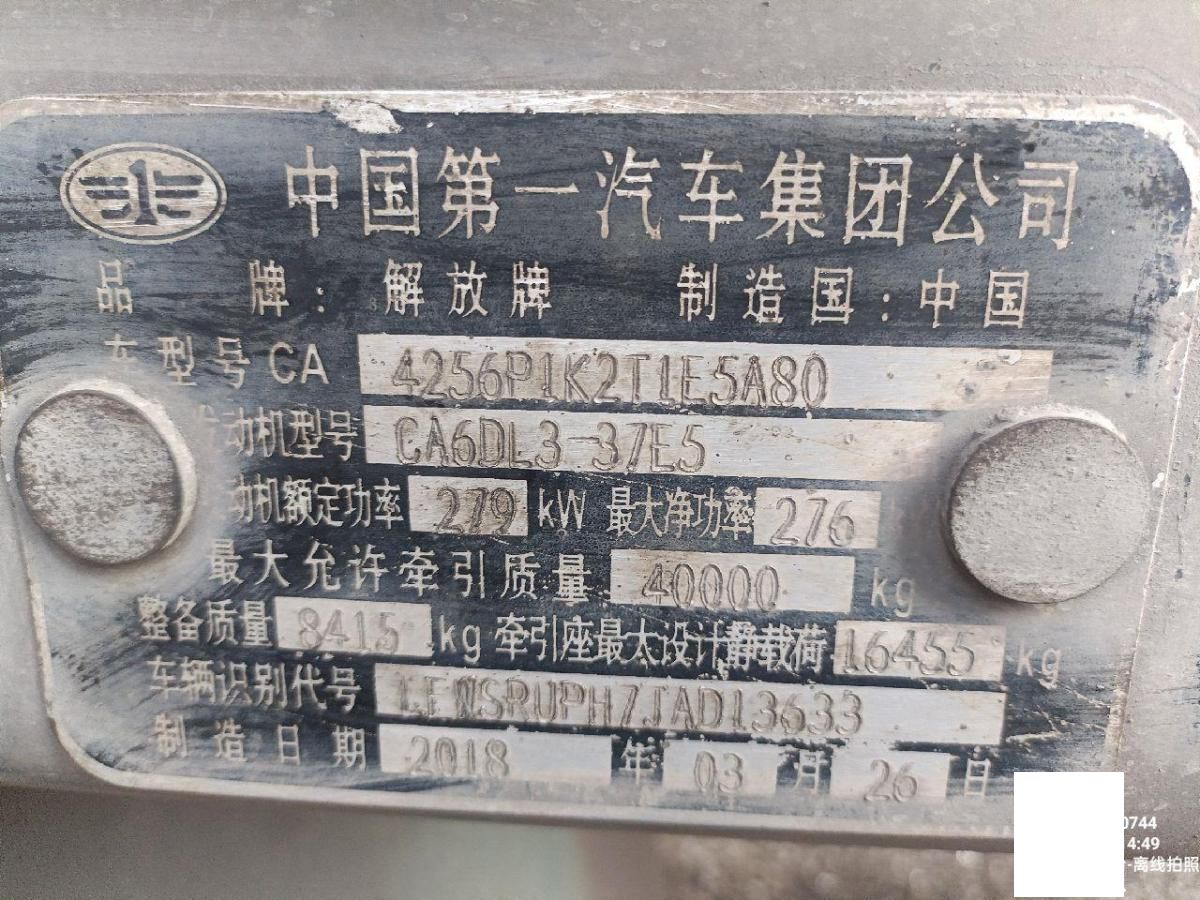 中国第一汽车集团公司
品牌:解放牌 制造国:中国
车型号CA 4256P1K2T1E5A80
发动机型号 CA6DL3-37E5
动机额定功率 279 kW 最大净功率 276
最大允许牵引质量 40000 kg
整备质量 8415 kg 牵引座最大设计静载荷 16455 kg
车辆识别代号 LFWSRUPH7JAD13633
制造日期 2018 年 03 月 26 日
0744
4:49
-离线拍照